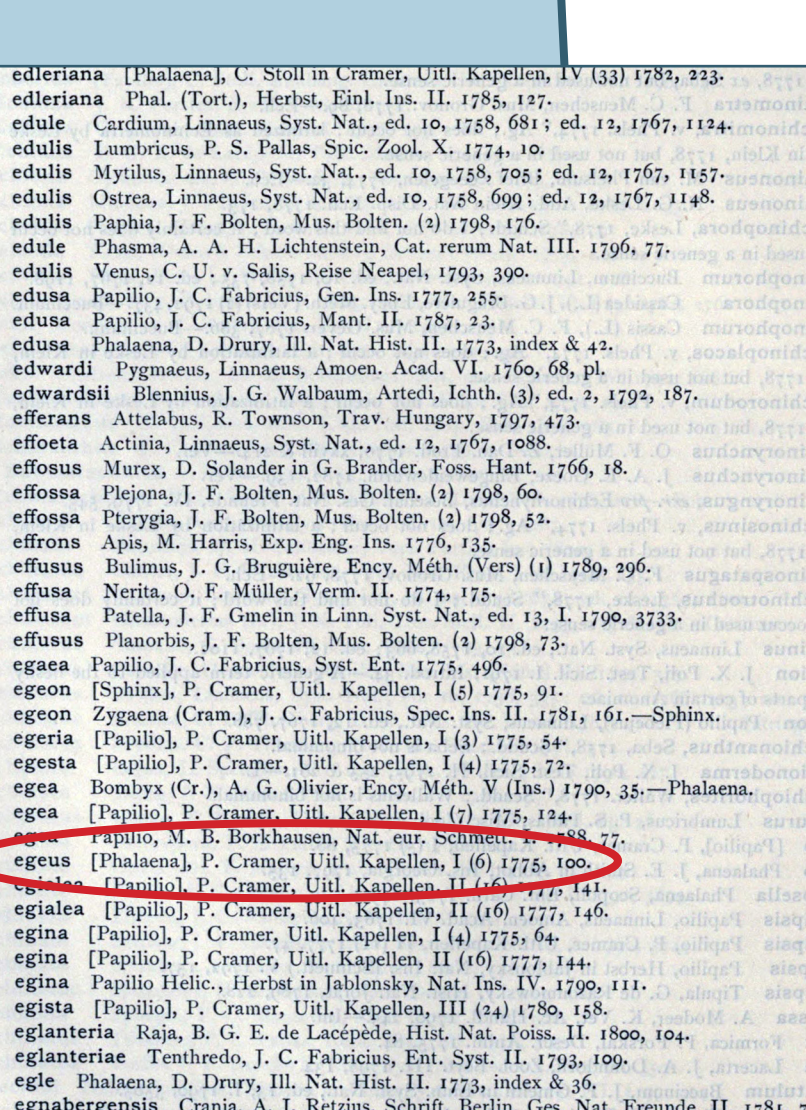 edleriana [Phalaena], C. Stoll in Cramer, Uitl. Kapellen, IV (33) 1782, 223.
edleriana Phal. (Tort.), Herbst, Einl. Ins. II. 1785, 127.
edule Cardium, Linnaeus, Syst. Nat., ed. 10, 1758, 681 ; ed. 12, 1767, 1124.
edulis Lumbricus, P. S. Pallas, Spic. Zool. X. 1774, 10.
edulis Mytilus, Linnaeus, Syst. Nat., ed. 10, 1758, 705 ; ed. 12, 1767, 1157.
edulis Ostrea, Linnaeus, Syst. Nat., ed. 10, 1758, 699 ; ed. 12, 1767, 1148.
edulis Paphia, J. F. Bolten, Mus. Bolten. (2) 1798, 176.
edule Phasma, A. A. H. Lichtenstein, Cat. rerum Nat. III. 1796, 77.
edulis Venus, C. U. v. Salis, Reise Neapel, 1793, 390.
edusa Papilio, J. C. Fabricius, Gen. Ins. 1777, 255.
edusa Papilio, J. C. Fabricius, Mant. II. 1787, 23.
edusa Phalaena, D. Drury, Ill. Nat. Hist. II. 1773, index & 42.
edwardi Pygmaeus, Linnaeus, Amoen. Acad. VI. 1760, 68, pl.
edwardsii Blennius, J. G. Walbaum, Artedi, Ichth. (3), ed. 2, 1792, 187.
efferans Attelabus, R. Townson, Trav. Hungary, 1797, 473.
effoeta Actinia, Linnaeus, Syst. Nat., ed. 12, 1767, 1088.
effosus Murex, D. Solander in G. Brander, Foss. Hant. 1766, 18.
effossa Plejona, J. F. Bolten, Mus. Bolten. (2) 1798, 60.
effossa Pterygia, J. F. Bolten, Mus. Bolten. (2) 1798, 52.
effrons Apis, M. Harris, Exp. Eng. Ins. 1776, 135.
effusus Bulimus, J. G. Bruguière, Ency. Méth. (Vers) (1) 1789, 296.
effusa Nerita, O. F. Müller, Verm. II. 1774, 175.
effusa Patella, J. F. Gmelin in Linn. Syst. Nat., ed. 13, I. 1790, 3733.
effusus Planorbis, J. F. Bolten, Mus. Bolten. (2) 1798, 73.
egaea Papilio, J. C. Fabricius, Syst. Ent. 1775, 496.
egeon [Sphinx], P. Cramer, Uitl. Kapellen, I (5) 1775, 91.
egeon Zygaena (Cram.), J. C. Fabricius, Spec. Ins. II. 1781, 161.—Sphinx.
egeria [Papilio], P. Cramer, Uitl. Kapellen, I (3) 1775, 54.
egesta [Papilio], P. Cramer, Uitl. Kapellen, I (4) 1775, 72.
egea Bombyx (Cr.), A. G. Olivier, Ency. Méth. V (Ins.) 1790, 35.—Phalaena.
egea [Papilio], P. Cramer, Uitl. Kapellen, I (7) 1775, 124.
egea Papilio, M. B. Borkhausen, Nat. eur. Schmett. 1788, 77.
egeus [Phalaena], P. Cramer, Uitl. Kapellen, I (6) 1775, 100.
[Papilio], P. Cramer, Uitl. Kapellen, II (16) 1777, 141.
egialea [Papilio], P. Cramer, Uitl. Kapellen, II (16) 1777, 146.
egina [Papilio], P. Cramer, Uitl. Kapellen, I (4) 1775, 64.
egina [Papilio], P. Cramer, Uitl. Kapellen, II (16) 1777, 144.
egina Papilio Helic., Herbst in Jablonsky, Nat. Ins. IV. 1790, 111.
egista [Papilio], P. Cramer, Uitl. Kapellen, III (24) 1780, 158.
eglanteria Raja, B. G. E. de Lacépède Hist. Nat. Poiss. II. 1800, 104.
eglanteriae Tenthredo, J. C. Fabricius, Ent. Syst. II. 1793, 109.
egle Phalaena, D. Drury, Ill. Nat. Hist. II. 1773, index & 36.
egnabergensis Crania, A. J. Retzius, Schrift. Berlin. Ges. Nat. Freunde II. 1781